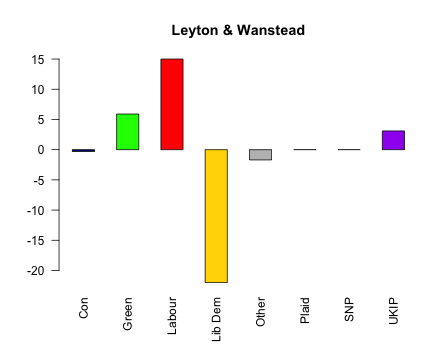 Leyton & Wanstead
15
10
5
0
-5
-10
-15
-20
Con
Green
Labour
Lib Dem
Other
Plaid
SNP
UKIP